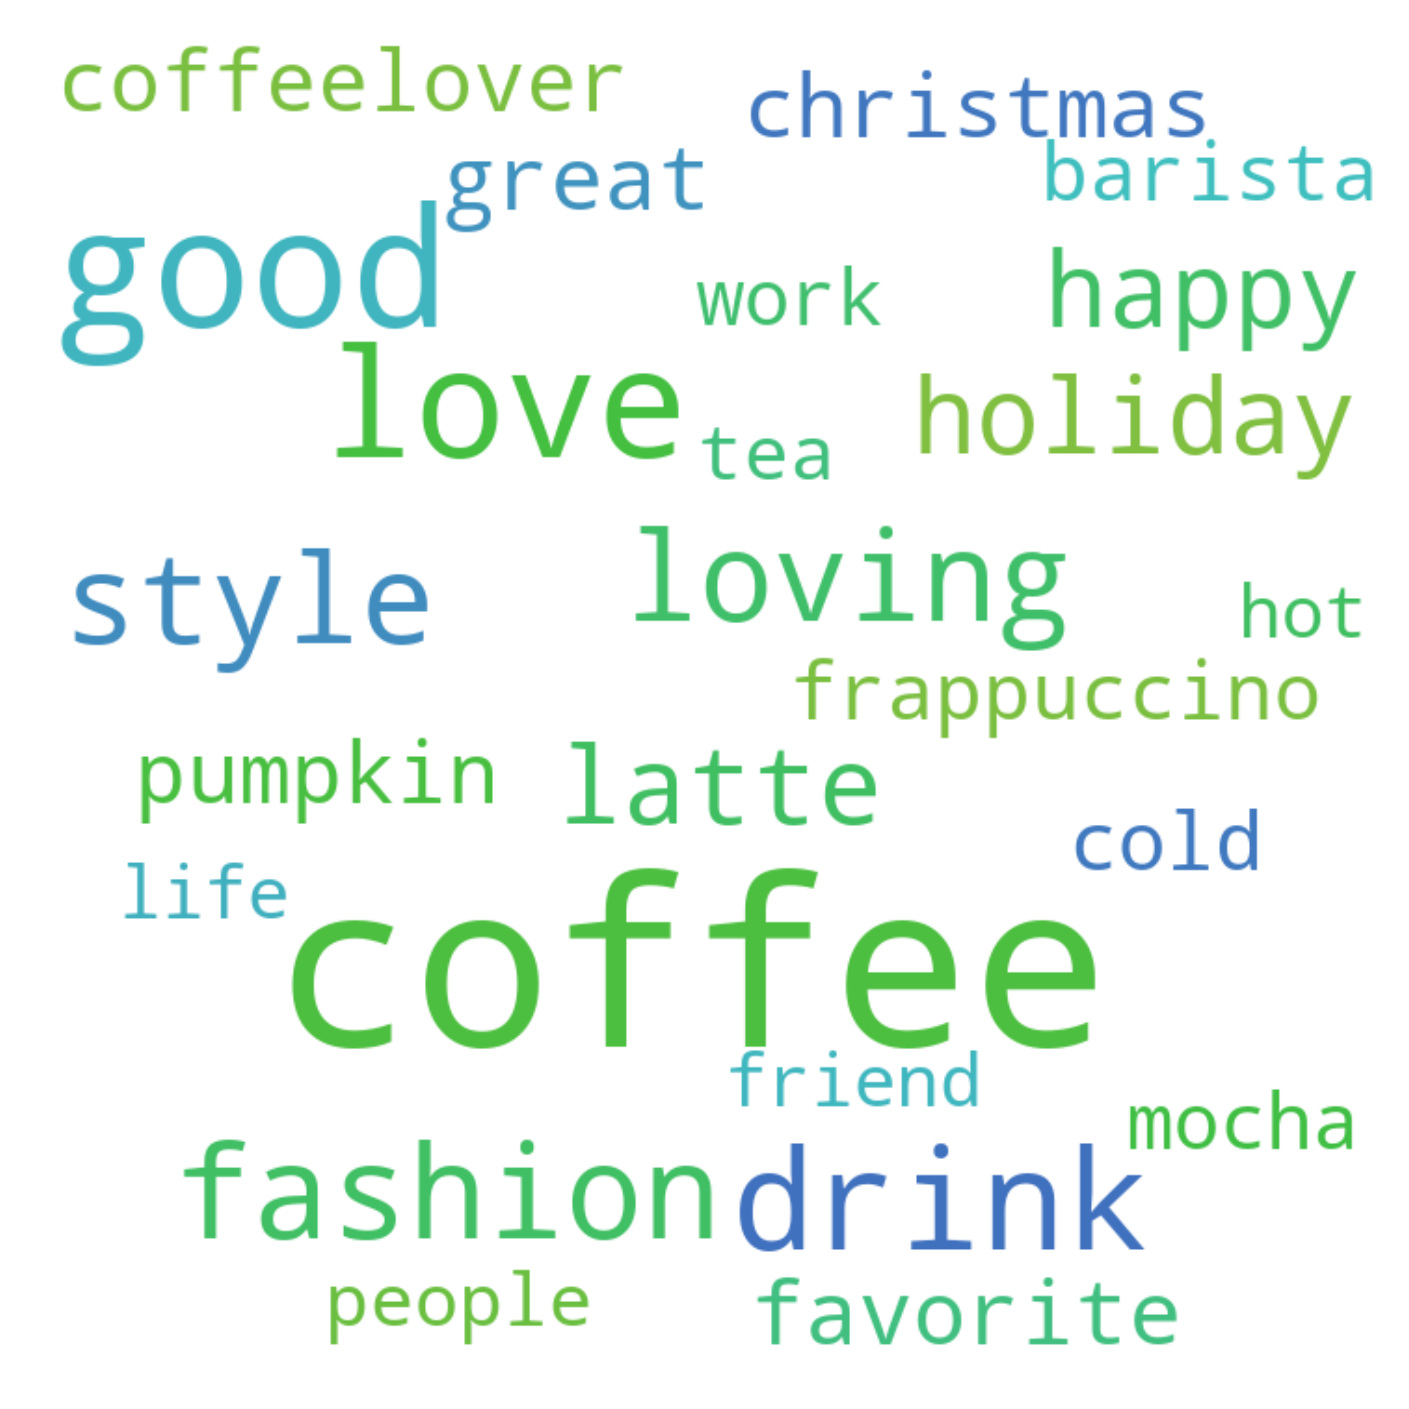 coffeelover
christmas
great
barista
good
work
happy
love
tea
holiday
style
loving
hot
frappuccino
pumpkin
latte
cold
life
coffee
friend
mocha
fashion
drink
people
favorite